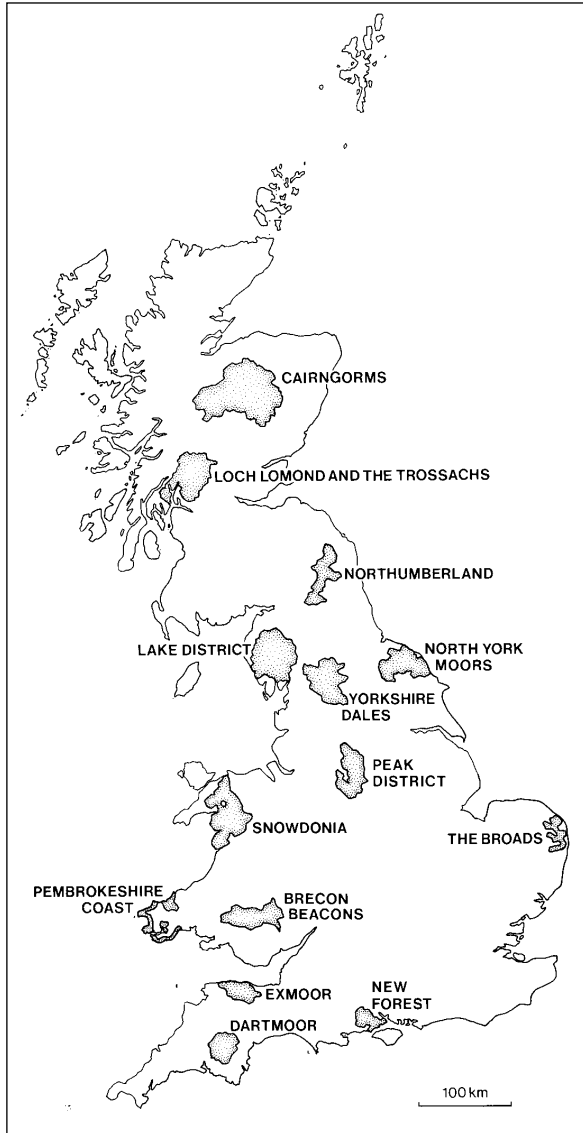 CAIRNGORMS
LOCH LOMOND AND THE TROSSACHS
NORTHUMBERLAND
LAKE DISTRICT
NORTH YORK
MOORS
YORKSHIRE
DALES
PEAK
DISTRICT
SNOWDONIA
THE BROADS
PEMBROKESHIRE
COAST
BRECON
BEACONS
EXMOOR
NEW
FOREST
DARTMOOR
100 km